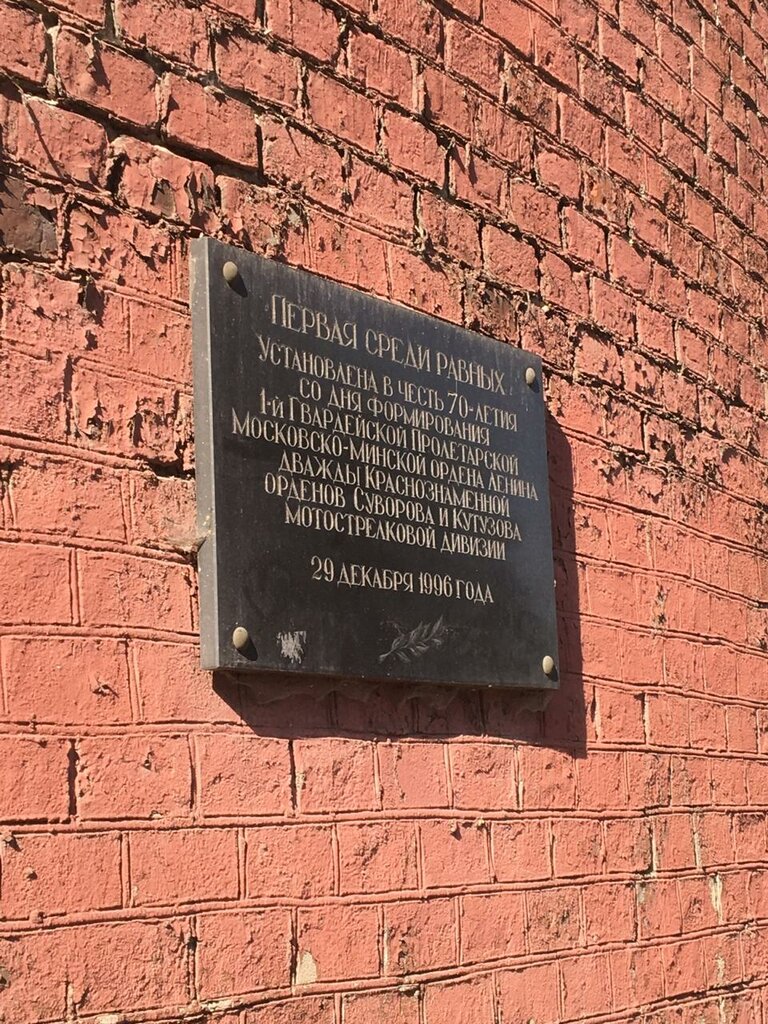 Первая среди равных
Установлена в честь 70-летия
со дня формирования
1-й Гвардейской Пролетарской
Московско-Минской ордена Ленина
дважды Краснознаменной
орденов Суворова и Кутузова
мотострелковой дивизии
29 декабря 1996 года